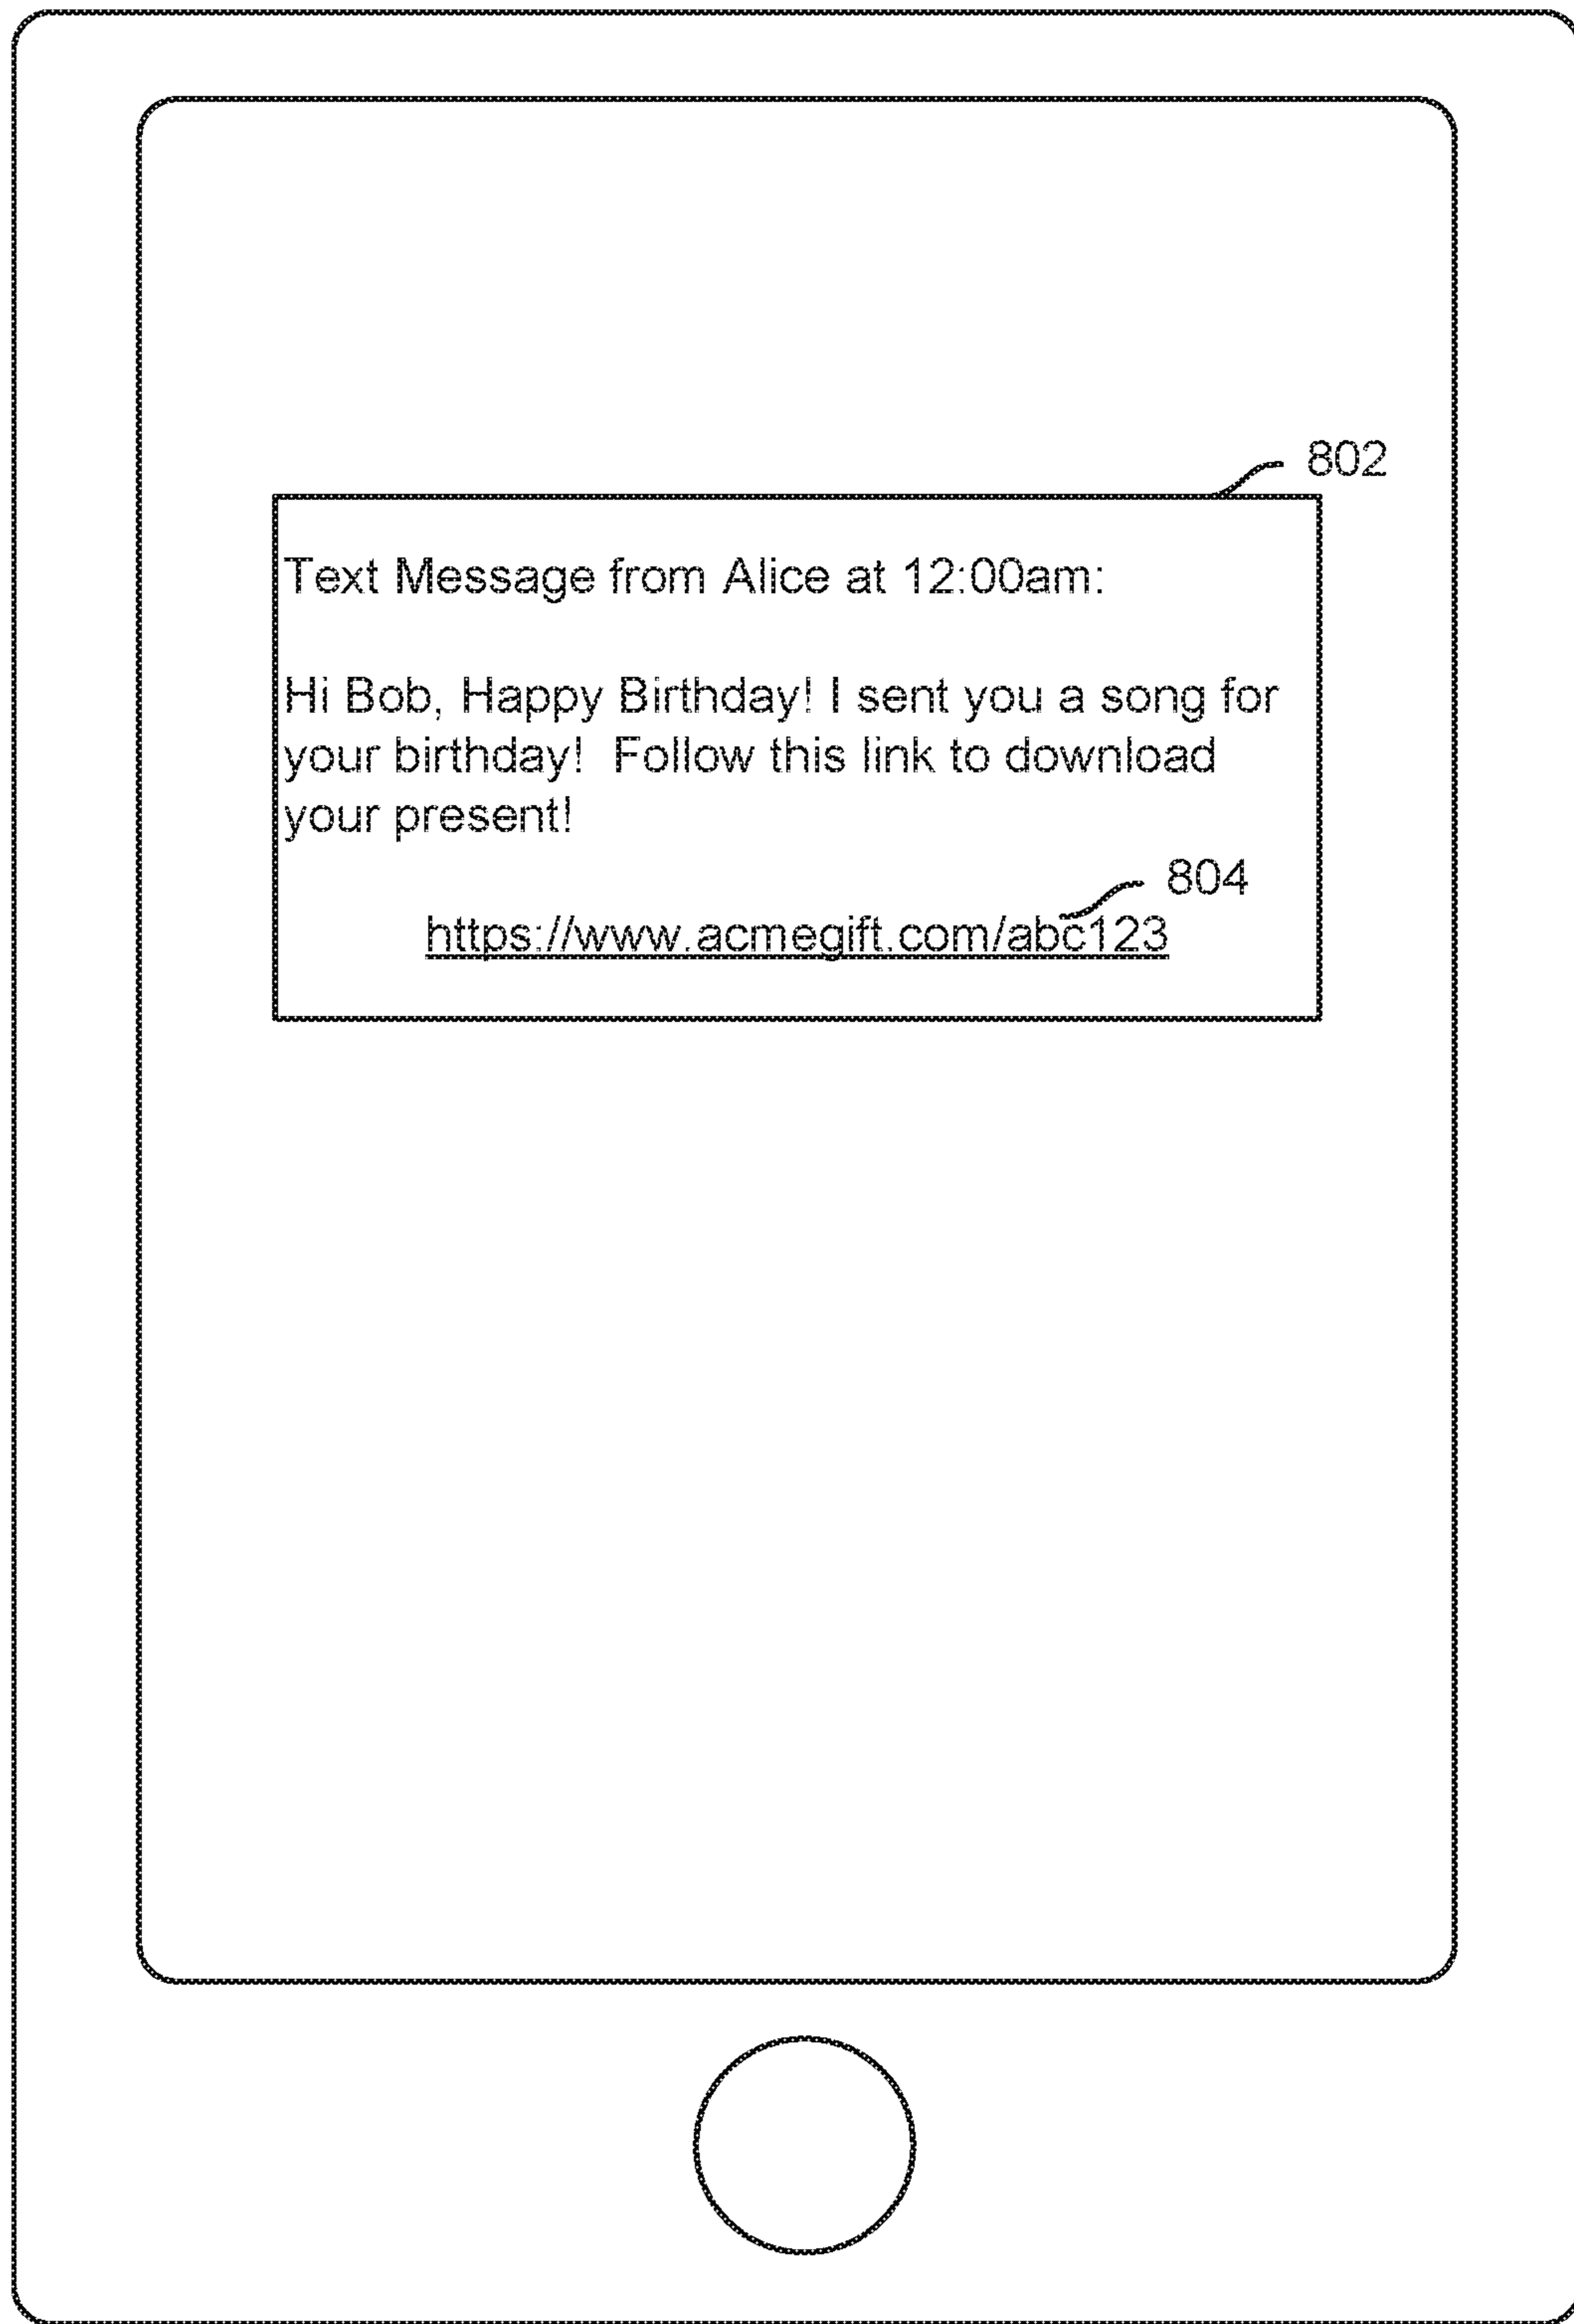 802
Text Message from Alice at 12:00am:
Hi Bob, Happy Birthday! I sent you a song for
your birthday!  Follow this link to download
your present!
804
https://www.acmegift.com/abc123